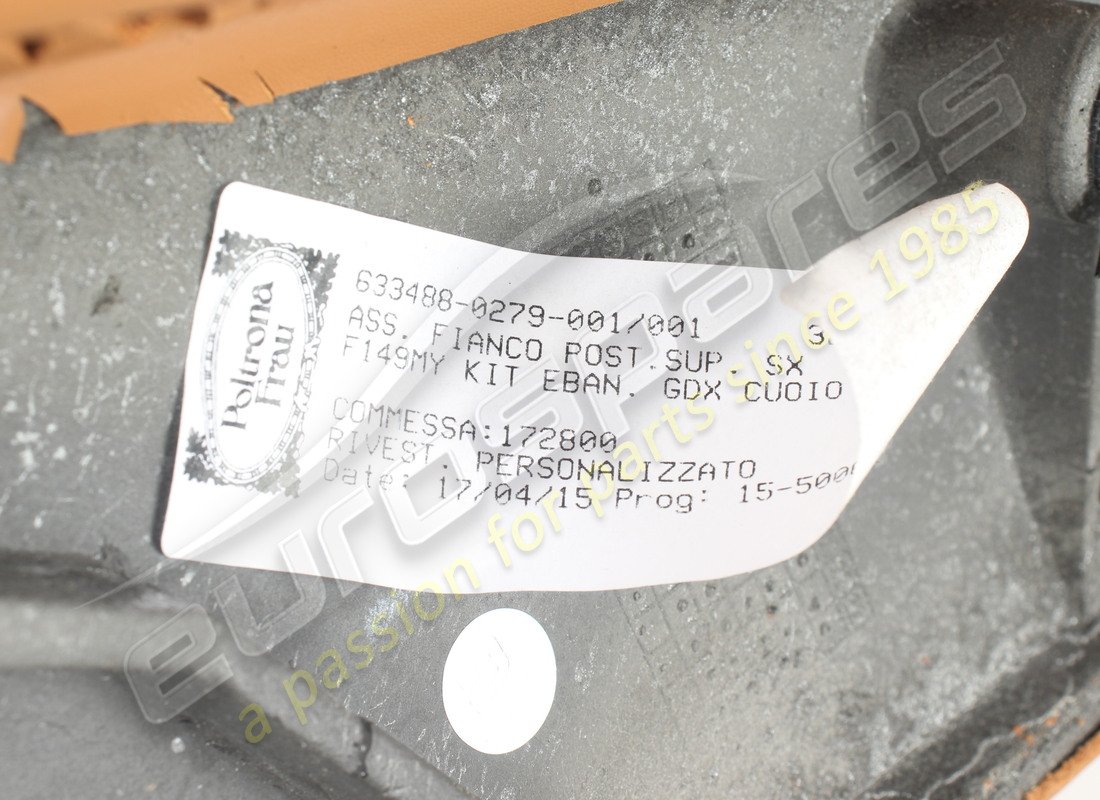 Poltrona
Frau
633488-0279-001/001
ASS. FIANCO POST.SUP. SX
F149MY KIT EBAN. GDX CUOIO
COMMESSA:172800
RIVEST. PERSONALIZZATO
Date: 17/04/15 Prog: 15-500
eurospares
a passion for parts since 1985